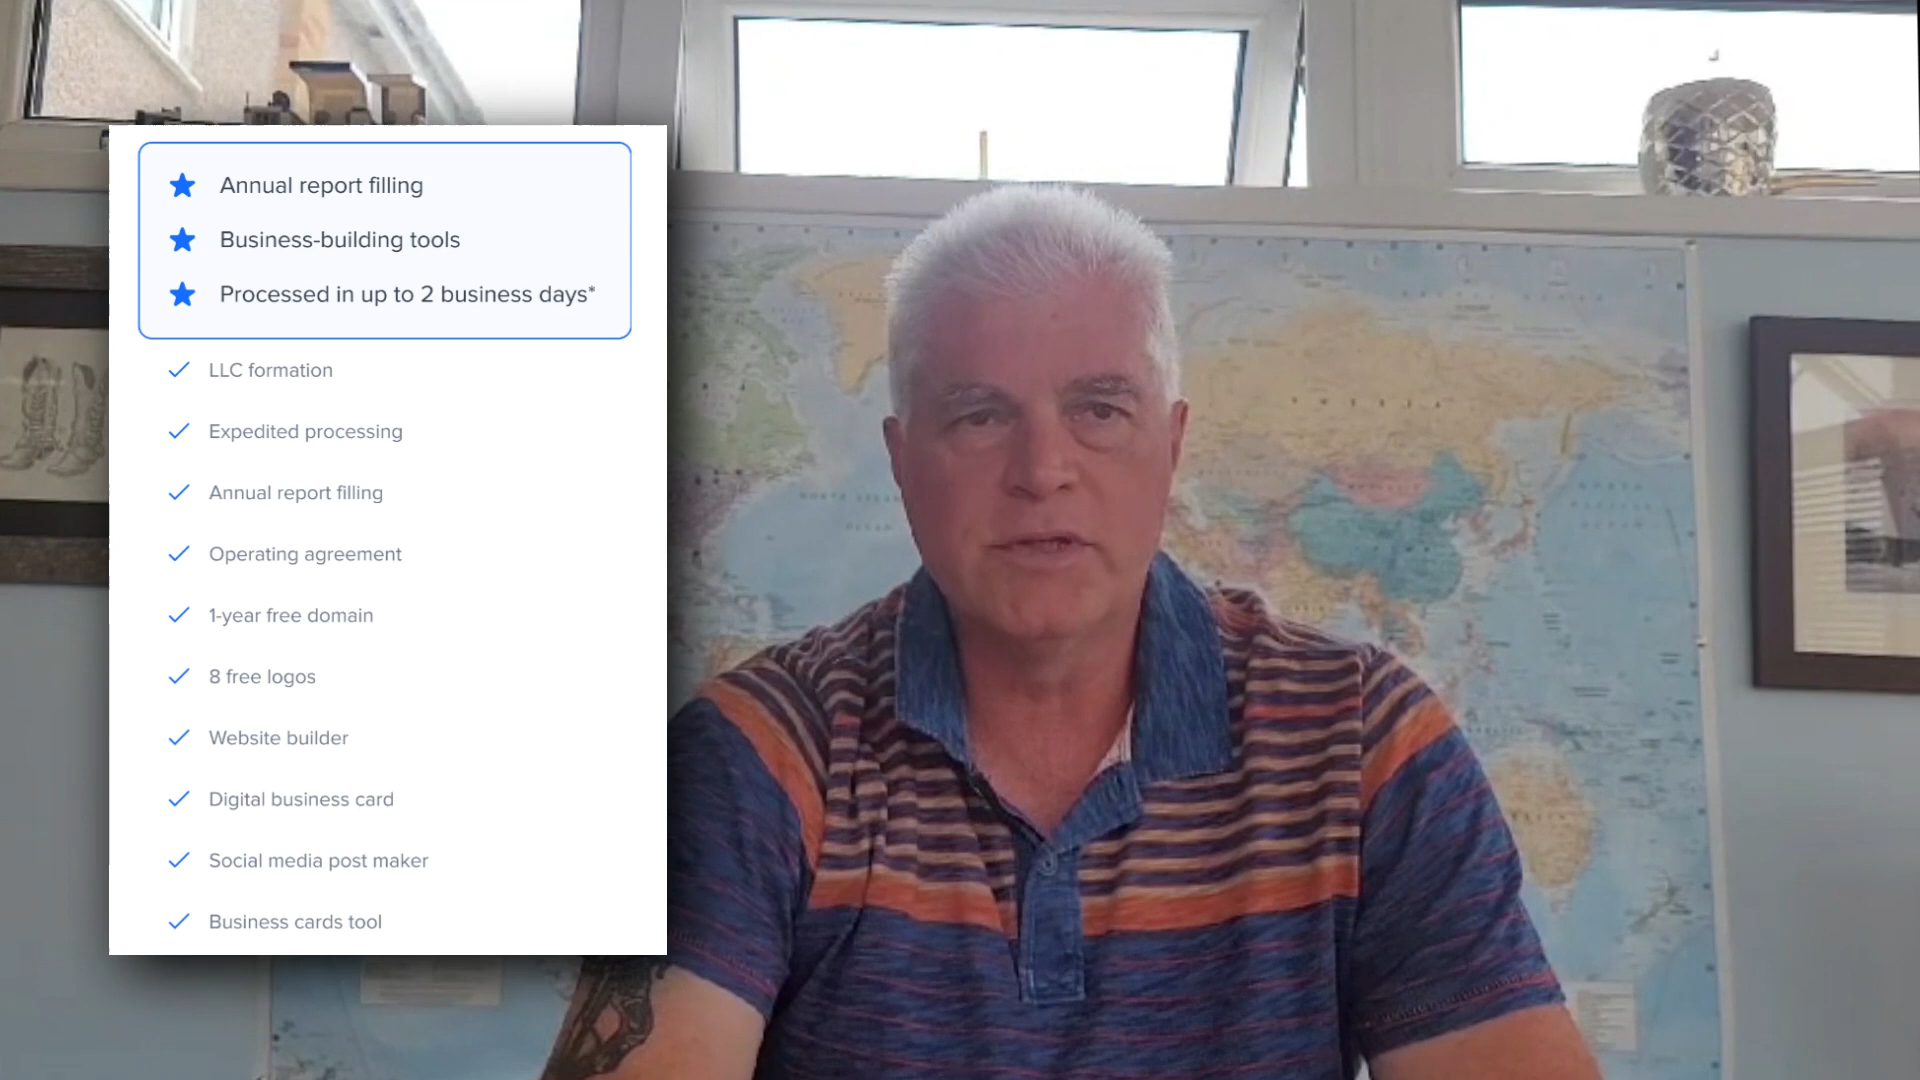 Annual report filling
Business-building tools
Processed in up to 2 business days*
LLC formation
Expedited processing
Annual report filling
Operating agreement
1-year free domain
8 free logos
Website builder
Digital business card
Social media post maker
Business cards tool